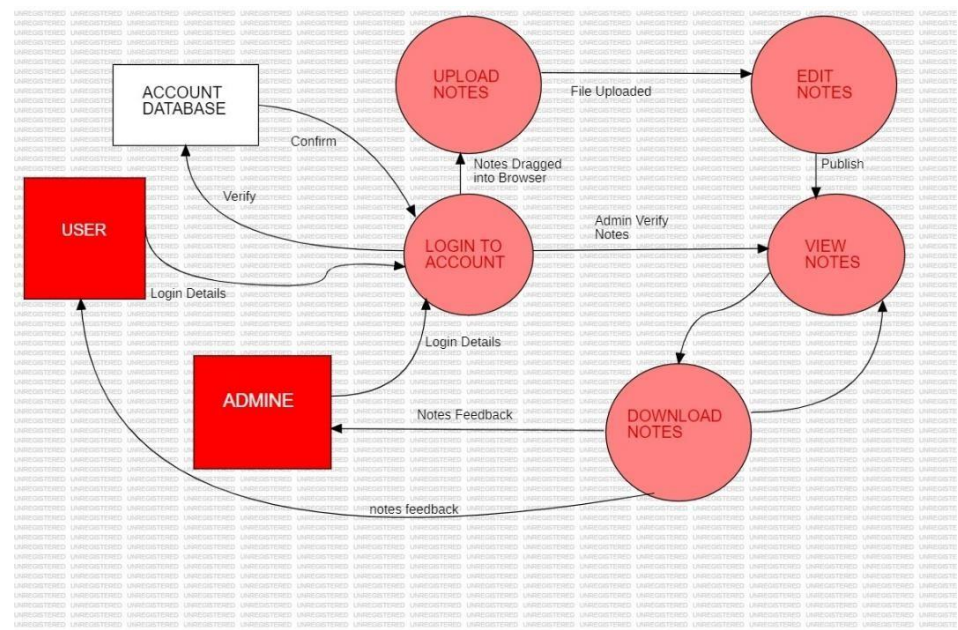 UPLOAD
NOTES
EDIT
NOTES
File Uploaded
ACCOUNT
DATABASE
Confirm
Notes Dragged
into Browser
Publish
Verify
USER
LOGIN TO
ACCOUNT
Admin Verify
Notes
VIEW
NOTES
Login Details
Login Details
ADMINE
Notes Feedback
DOWNLOAD
NOTES
notes feedback
UNREGISTERED